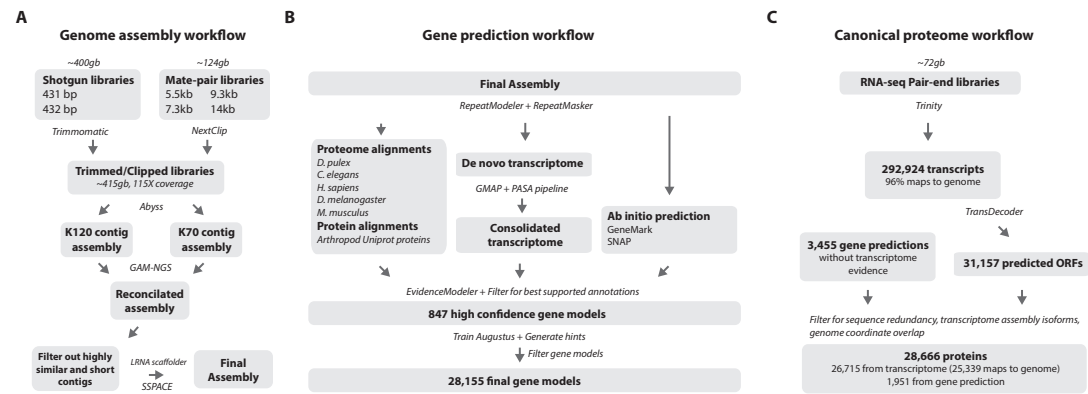 A
Genome assembly workflow
~400gb
~124gb
Shotgun libraries
431 bp
432 bp
Mate-pair libraries
5.5kb 9.3kb
7.3kb 14kb
Trimmomatic
NextClip
Trimmed/Clipped libraries
~415gb, 115X coverage
Abyss
K120 contig
assembly
K70 contig
assembly
GAM-NGS
Reconcilated
assembly
Filter out highly
similar and short
contigs
LRNA scaffolder
SSPACE
Final
Assembly
B
Gene prediction workflow
Final Assembly
RepeatModeler + RepeatMasker
Proteome alignments
D. pulex
C. elegans
H. sapiens
D. melanogaster
M. musculus
Protein alignments
Arthropod Uniprot proteins
De novo transcriptome
GMAP + PASA pipeline
Consolidated
transcriptome
Ab initio prediction
GeneMark
SNAP
EvidenceModeler + Filter for best supported annotations
847 high confidence gene models
Train Augustus + Generate hints
Filter gene models
28,155 final gene models
C
Canonical proteome workflow
~72gb
RNA-seq Pair-end libraries
Trinity
292,924 transcripts
96% maps to genome
TransDecoder
3,455 gene predictions
without transcriptome
evidence
31,157 predicted ORFs
Filter for sequence redundancy, transcriptome assembly isoforms,
genome coordinate overlap
28,666 proteins
26,715 from transcriptome (25,339 maps to genome)
1,951 from gene prediction